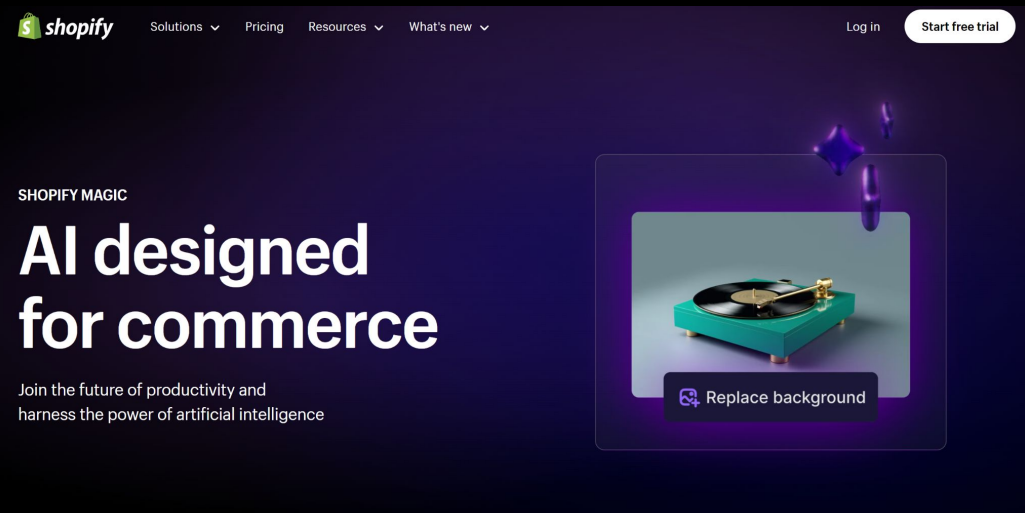 shopify
Solutions
Pricing
Resources
What's new
Log in
Start free trial
SHOPIFY MAGIC
AI designed
for commerce
Join the future of productivity and
harness the power of artificial intelligence
Replace background